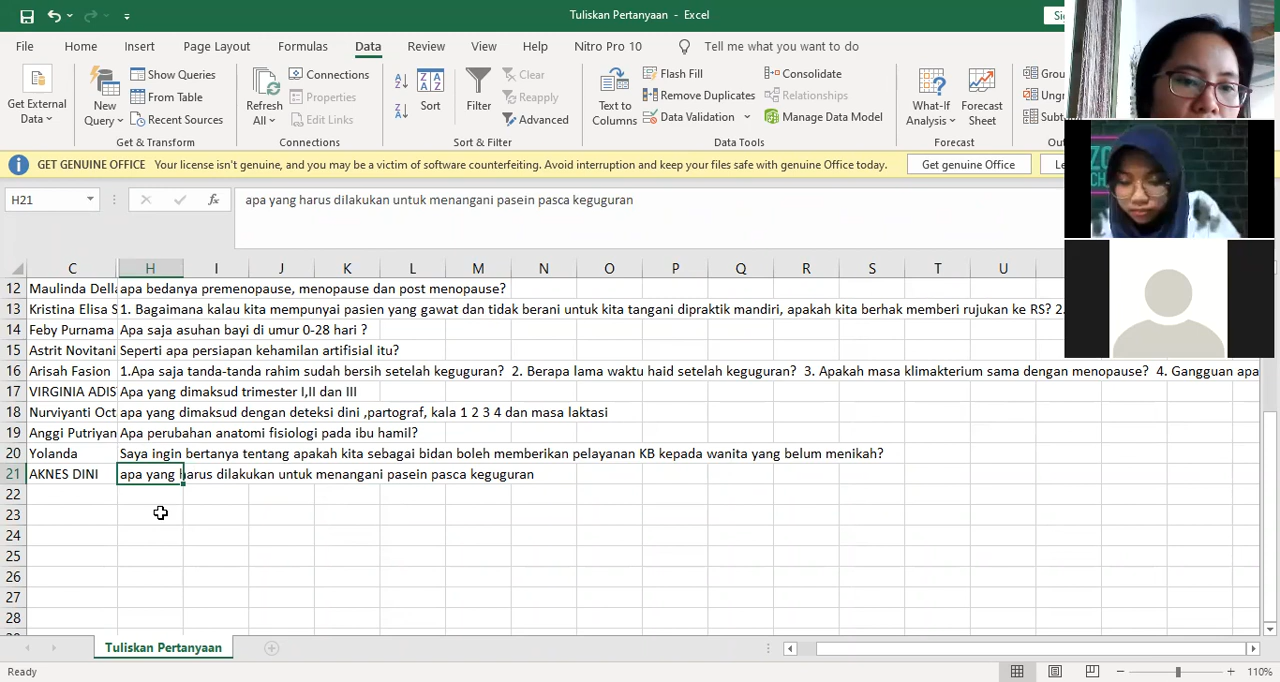 Tuliskan Pertanyaan - Excel
File Home Insert Page Layout Formulas Data Review View Help Nitro Pro 10 Tell me what you want to do
Get External Data
New Query
Show Queries
From Table
Recent Sources
Get & Transform
Refresh All
Connections
Properties
Edit Links
Connections
Sort
Filter
Clear
Reapply
Advanced
Sort & Filter
Text to Columns
Flash Fill
Remove Duplicates
Data Validation
Consolidate
Relationships
Manage Data Model
Data Tools
What-If Analysis
Forecast Sheet
Forecast
GET GENUINE OFFICE Your license isn't genuine, and you may be a victim of software counterfeiting. Avoid interruption and keep your files safe with genuine Office today. Get genuine Office
H21 fx apa yang harus dilakukan untuk menangani pasein pasca keguguran
C H I J K L M N O P Q R S T U
12 Maulinda Della apa bedanya premenopause, menopause dan post menopause?
13 Kristina Elisa S 1. Bagaimana kalau kita mempunyai pasien yang gawat dan tidak berani untuk kita tangani dipraktik mandiri, apakah kita berhak memberi rujukan ke RS? 2.
14 Feby Purnama Apa saja asuhan bayi di umur 0-28 hari ?
15 Astrit Novitani Seperti apa persiapan kehamilan artifisial itu?
16 Arisah Fasion 1.Apa saja tanda-tanda rahim sudah bersih setelah keguguran? 2. Berapa lama waktu haid setelah keguguran? 3. Apakah masa klimakterium sama dengan menopause? 4. Gangguan apa
17 VIRGINIA ADIS Apa yang dimaksud trimester I,II dan III
18 Nurviyanti Oct apa yang dimaksud dengan deteksi dini ,partograf, kala 1 2 3 4 dan masa laktasi
19 Anggi Putriyan Apa perubahan anatomi fisiologi pada ibu hamil?
20 Yolanda Saya ingin bertanya tentang apakah kita sebagai bidan boleh memberikan pelayanan KB kepada wanita yang belum menikah?
21 AKNES DINI apa yang harus dilakukan untuk menangani pasein pasca keguguran
22
23
24
25
26
27
28
Tuliskan Pertanyaan
Ready 110%